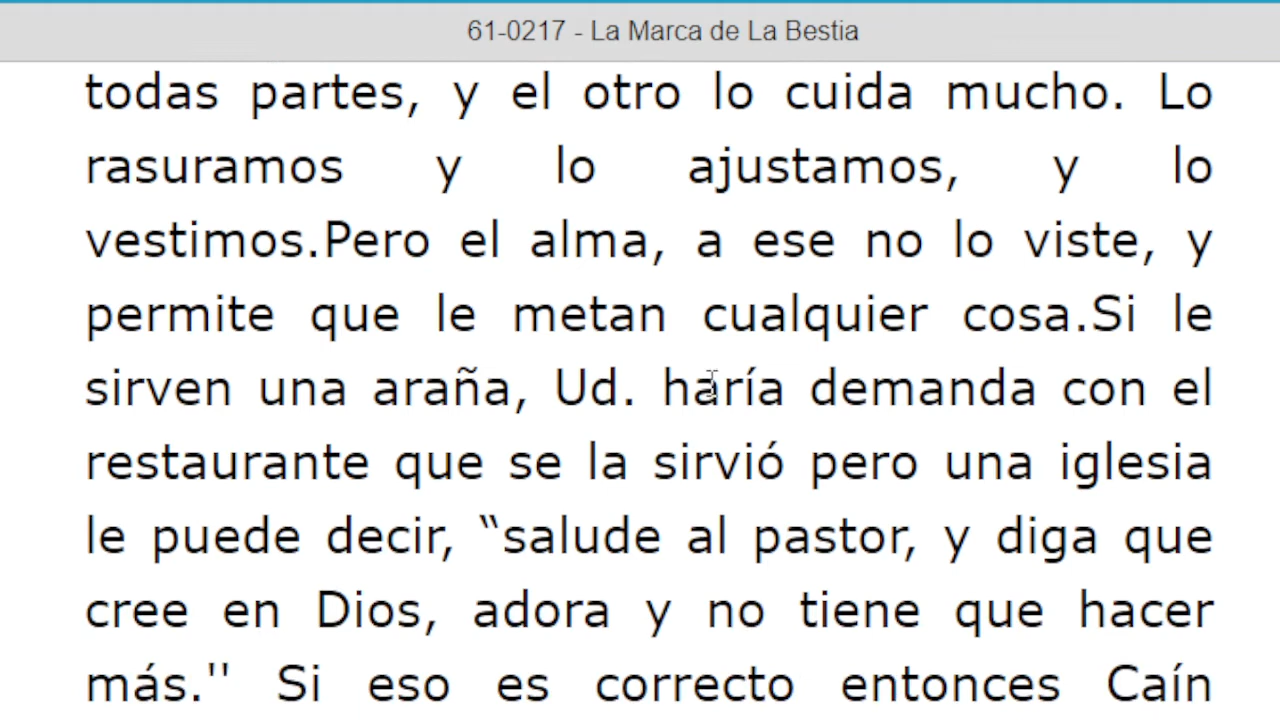 61-0217 - La Marca de La Bestia
todas partes, y el otro lo cuida mucho. Lo
rasuramos y lo ajustamos, y lo
vestimos.Pero el alma, a ese no lo viste, y
permite que le metan cualquier cosa.Si le
sirven una araña, Ud. haría demanda con el
restaurante que se la sirvió pero una iglesia
le puede decir, “salude al pastor, y diga que
cree en Dios, adora y no tiene que hacer
más.'' Si eso es correcto entonces Caín